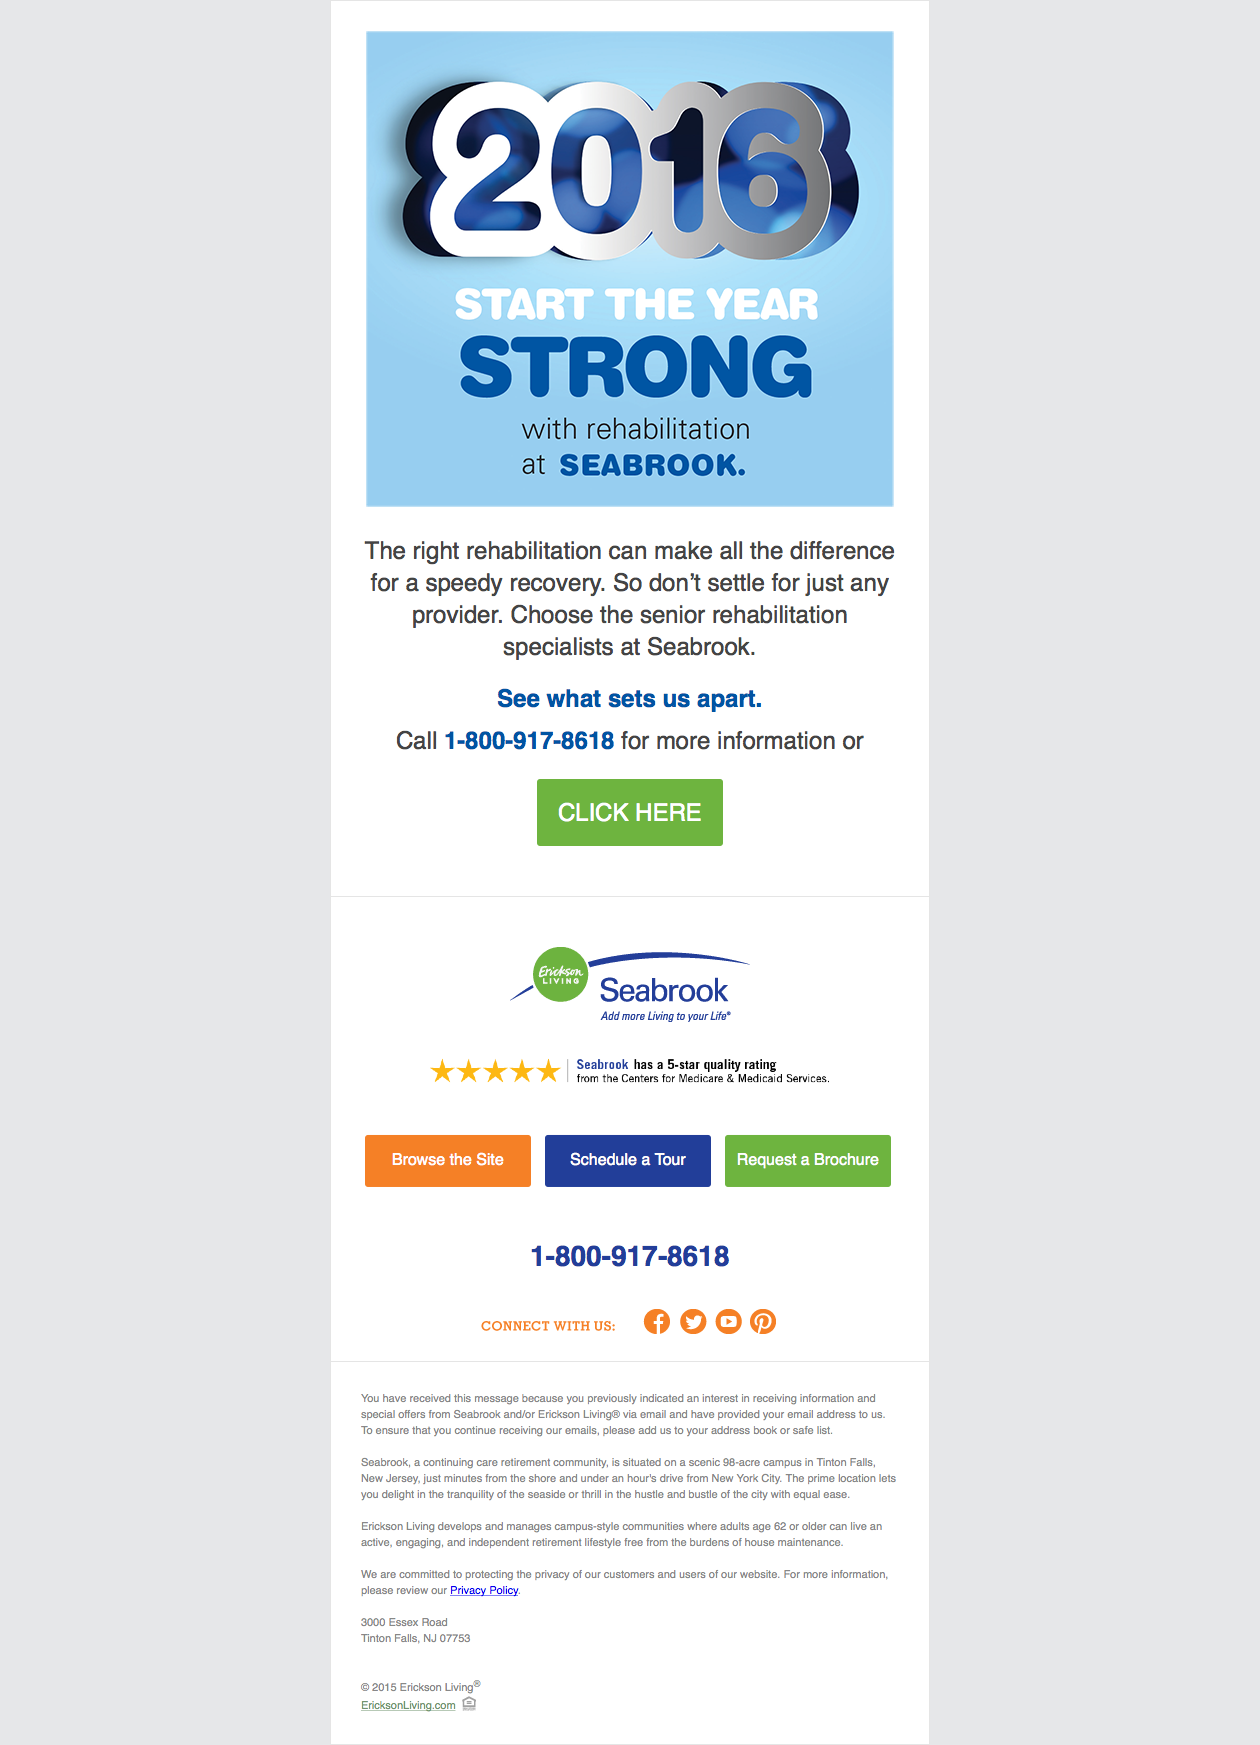 2016
START THE YEAR
STRONG
with rehabilitation
at SEABROOK.
The right rehabilitation can make all the difference
for a speedy recovery. So don’t settle for just any
provider. Choose the senior rehabilitation
specialists at Seabrook.
See what sets us apart.
Call 1-800-917-8618 for more information or
CLICK HERE
Erickson
LIVING
Seabrook
Add more Living to your Life®
Seabrook has a 5-star quality rating
from the Centers for Medicare & Medicaid Services.
Browse the Site
Schedule a Tour
Request a Brochure
1-800-917-8618
CONNECT WITH US:
You have received this message because you previously indicated an interest in receiving information and
special offers from Seabrook and/or Erickson Living® via email and have provided your email address to us.
To ensure that you continue receiving our emails, please add us to your address book or safe list.
Seabrook, a continuing care retirement community, is situated on a scenic 98-acre campus in Tinton Falls,
New Jersey, just minutes from the shore and under an hour's drive from New York City. The prime location lets
you delight in the tranquility of the seaside or thrill in the hustle and bustle of the city with equal ease.
Erickson Living develops and manages campus-style communities where adults age 62 or older can live an
active, engaging, and independent retirement lifestyle free from the burdens of house maintenance.
We are committed to protecting the privacy of our customers and users of our website. For more information,
please review our Privacy Policy.
3000 Essex Road
Tinton Falls, NJ 07753
© 2015 Erickson Living®
EricksonLiving.com